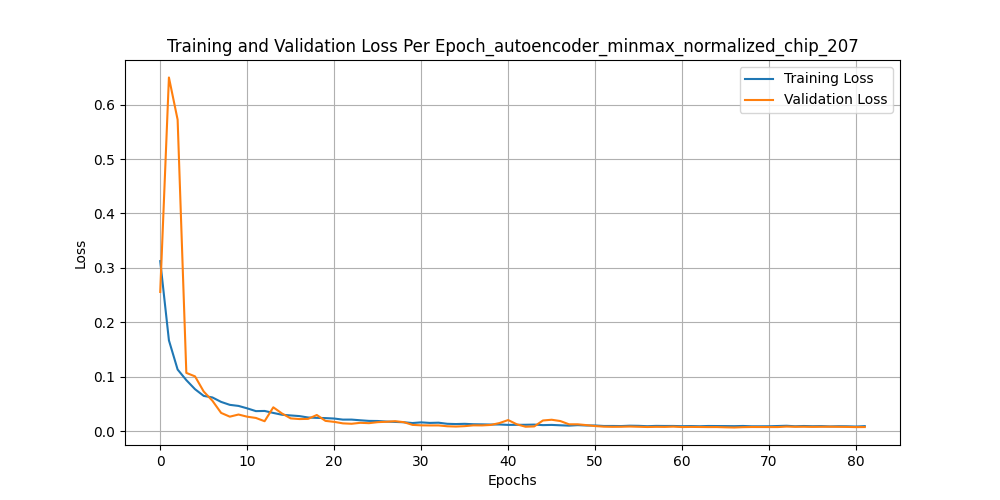 Training and Validation Loss Per Epoch_autoencoder_minmax_normalized_chip_207
Training Loss
Validation Loss
0.6
0.5
0.4
0.3
0.2
0.1
0.0
Loss
0 10 20 30 40 50 60 70 80
Epochs